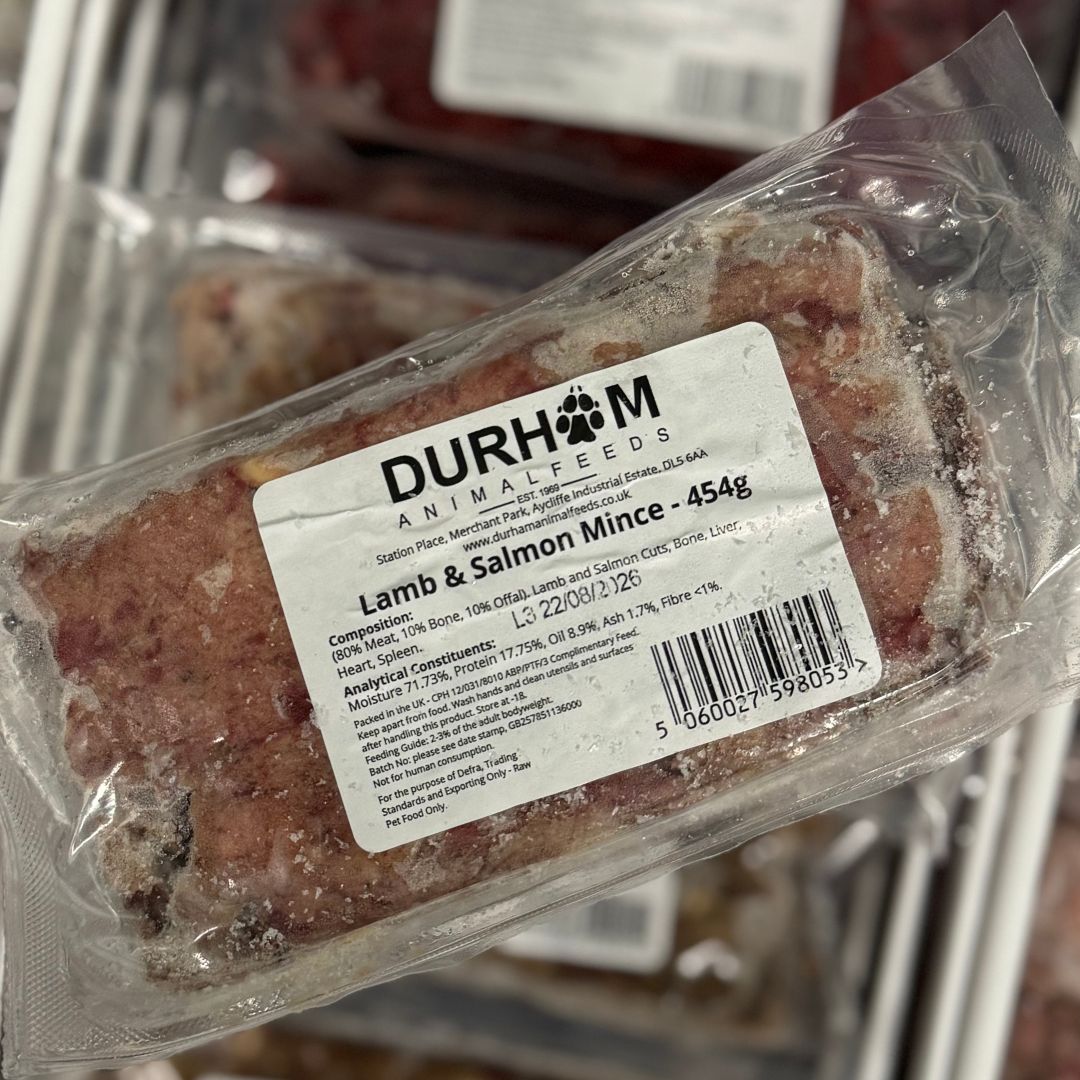 DURHAM
ANIMAL FEEDS
EST. 1969
Station Place, Merchant Park, Aycliffe Industrial Estate, DL5 6AA
www.durhamanimalfeeds.co.uk
Lamb & Salmon Mince - 454g
Composition:
(80% Meat, 10% Bone, 10% Offal). Lamb and Salmon Cuts, Bone, Liver,
Heart, Spleen.
L3 22/08/2026
Analytical Constituents:
Moisture 71.73%, Protein 17.75%, Oil 8.9%, Ash 1.7%, Fibre <1%.
Packed in the UK - CPH 12/031/8010 ABP/PTF/3 Complimentary Feed.
Keep apart from food. Wash hands and clean utensils and surfaces
after handling this product. Store at -18.
Feeding Guide: 2-3% of the adult bodyweight.
Batch No: please see date stamp, GB257851136000
Not for human consumption.
For the purpose of Defra, Trading
Standards and Exporting Only - Raw
Pet Food Only.
5 060027 598053 >